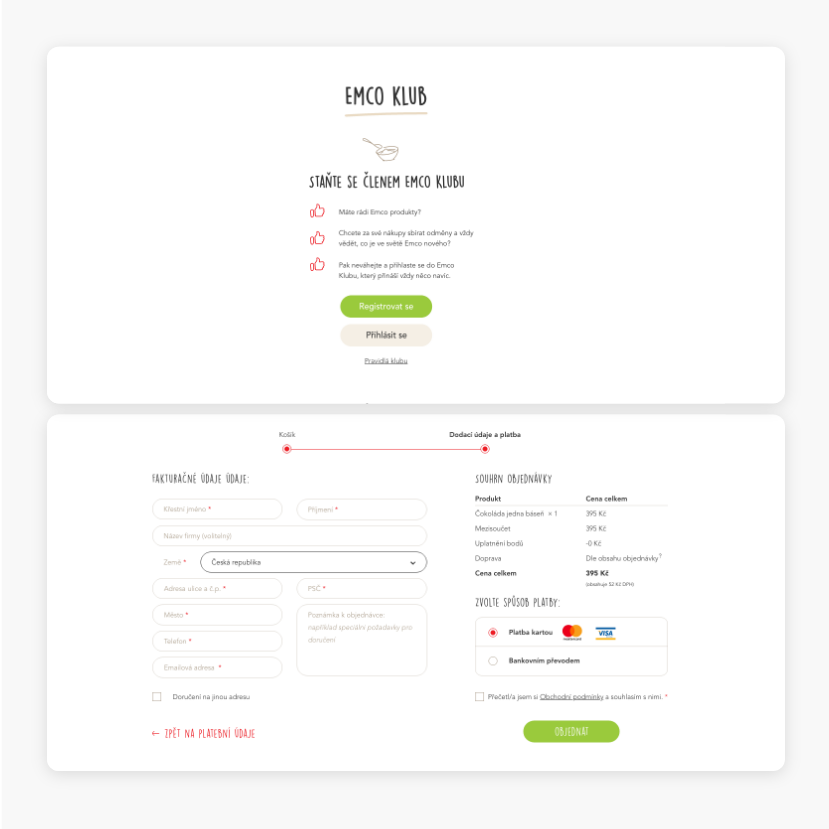 EMCO KLUB
STAŇTE SE ČLENEM EMCO KLUBU
Máte rádi Emco produkty?
Chcete za své nákupy sbírat odměny a vždy
vědět, co je ve světě Emco nového?
Pak neváhejte a přihlaste se do Emco
Klubu, který přináší vždy něco navíc.
Registrovat se
Přihlásit se
Pravidla klubu
Košík
Dodací údaje a platba
FAKTURAČNÉ ÚDAJE ÚDAJE:
Křestní jméno *
Příjmení *
Název firmy (volitelný)
Země *
Česká republika
Adresa ulice a č.p. *
PSČ *
Město *
Telefon *
Emailová adresa *
Poznámka k objednávce:
například speciální požadavky pro
doručení
Doručení na jinou adresu
← ZPĚT NA PLATEBNÍ ÚDAJE
SOUHRN OBJEDNÁVKY
Produkt Cena celkem
Čokoláda jedna báseň × 1 395 Kč
Mezisoučet 395 Kč
Uplatnění bodů -0 Kč
Doprava Dle obsahu objednávky?
Cena celkem 395 Kč
(obsahuje 52 Kč DPH)
ZVOLTE SPŮSOB PLATBY:
Platba kartou
VISA
Bankovním převodem
Přečetl/a jsem si Obchodní podmínky a souhlasím s nimi. *
OBJEDNAT